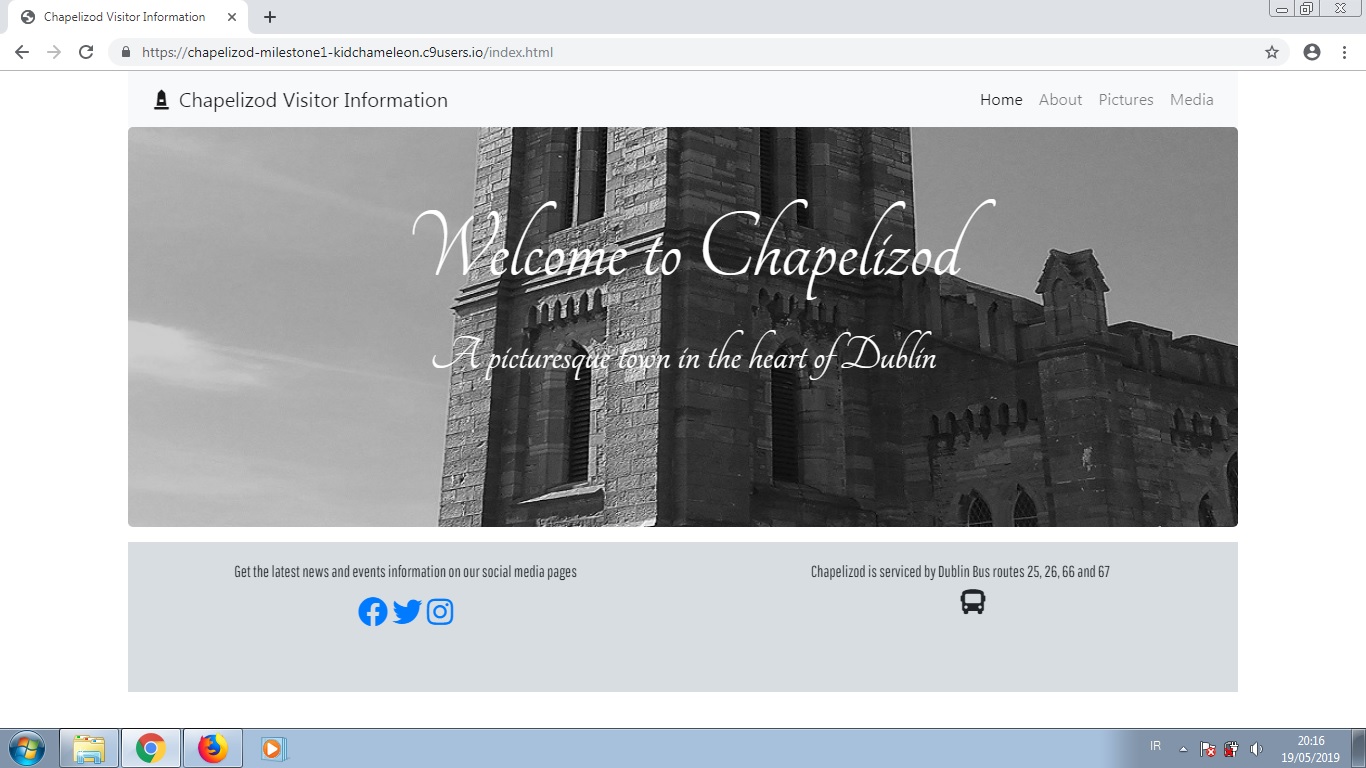 Chapelizod Visitor Information
https://chapelizod-milestone1-kidchameleon.c9users.io/index.html
Chapelizod Visitor Information
Home About Pictures Media
Welcome to Chapelizod
A picturesque town in the heart of Dublin
Get the latest news and events information on our social media pages
Chapelizod is serviced by Dublin Bus routes 25, 26, 66 and 67
IR
20:16
19/05/2019